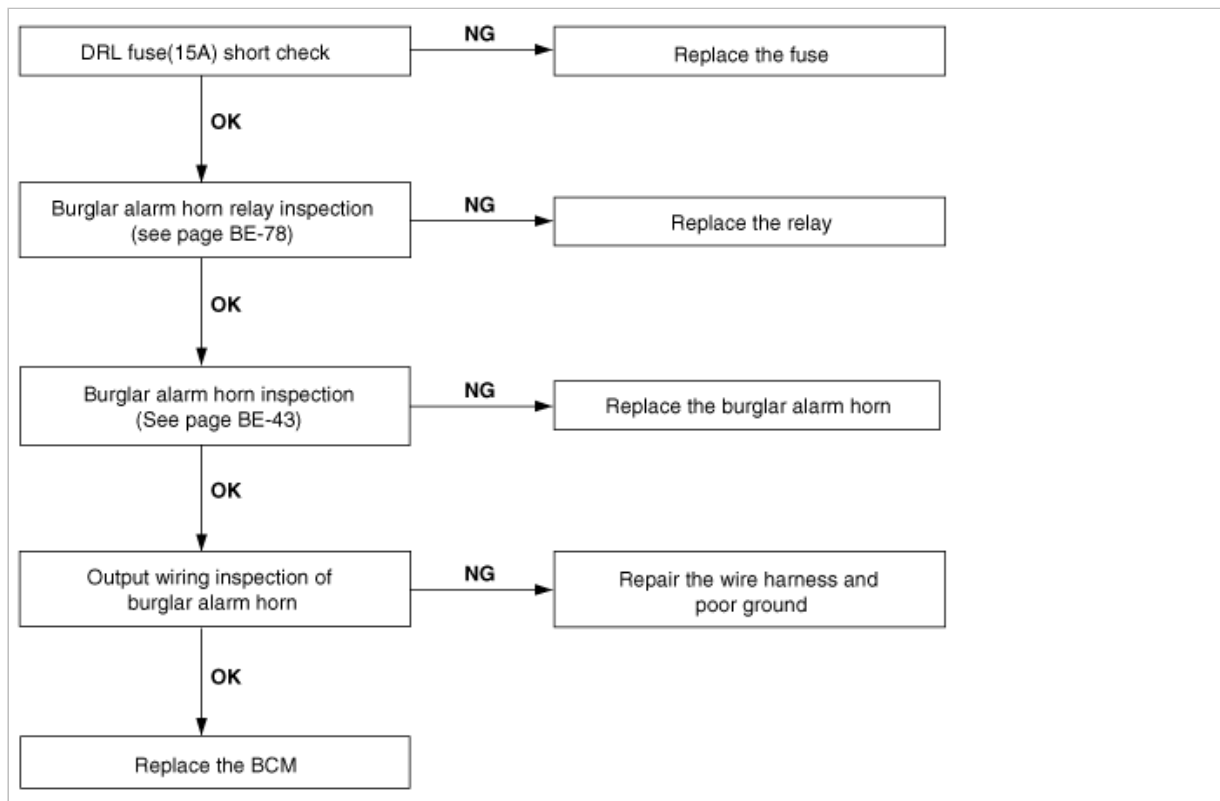 DRL fuse(15A) short check
NG
Replace the fuse
OK
Burglar alarm horn relay inspection
(see page BE-78)
NG
Replace the relay
OK
Burglar alarm horn inspection
(See page BE-43)
NG
Replace the burglar alarm horn
OK
Output wiring inspection of
burglar alarm horn
NG
Repair the wire harness and
poor ground
OK
Replace the BCM